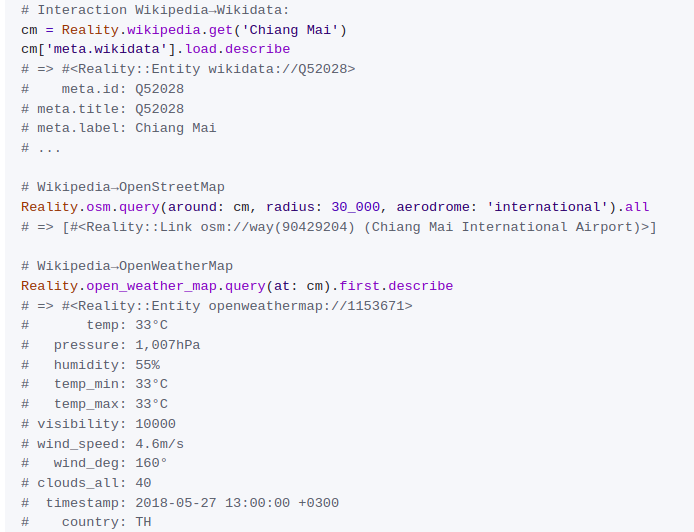 # Interaction Wikipedia→Wikidata:
cm = Reality.wikipedia.get('Chiang Mai')
cm['meta.wikidata'].load.describe
# => #<Reality::Entity wikidata://Q52028>
#    meta.id: Q52028
# meta.title: Q52028
# meta.label: Chiang Mai
# ...

# Wikipedia→OpenStreetMap
Reality.osm.query(around: cm, radius: 30_000, aerodrome: 'international').all
# => [#<Reality::Link osm://way(90429204) (Chiang Mai International Airport)>]

# Wikipedia→OpenWeatherMap
Reality.open_weather_map.query(at: cm).first.describe
# => #<Reality::Entity openweathermap://1153671>
#       temp: 33°C
#   pressure: 1,007hPa
#   humidity: 55%
#   temp_min: 33°C
#   temp_max: 33°C
# visibility: 10000
# wind_speed: 4.6m/s
#   wind_deg: 160°
# clouds_all: 40
#  timestamp: 2018-05-27 13:00:00 +0300
#    country: TH